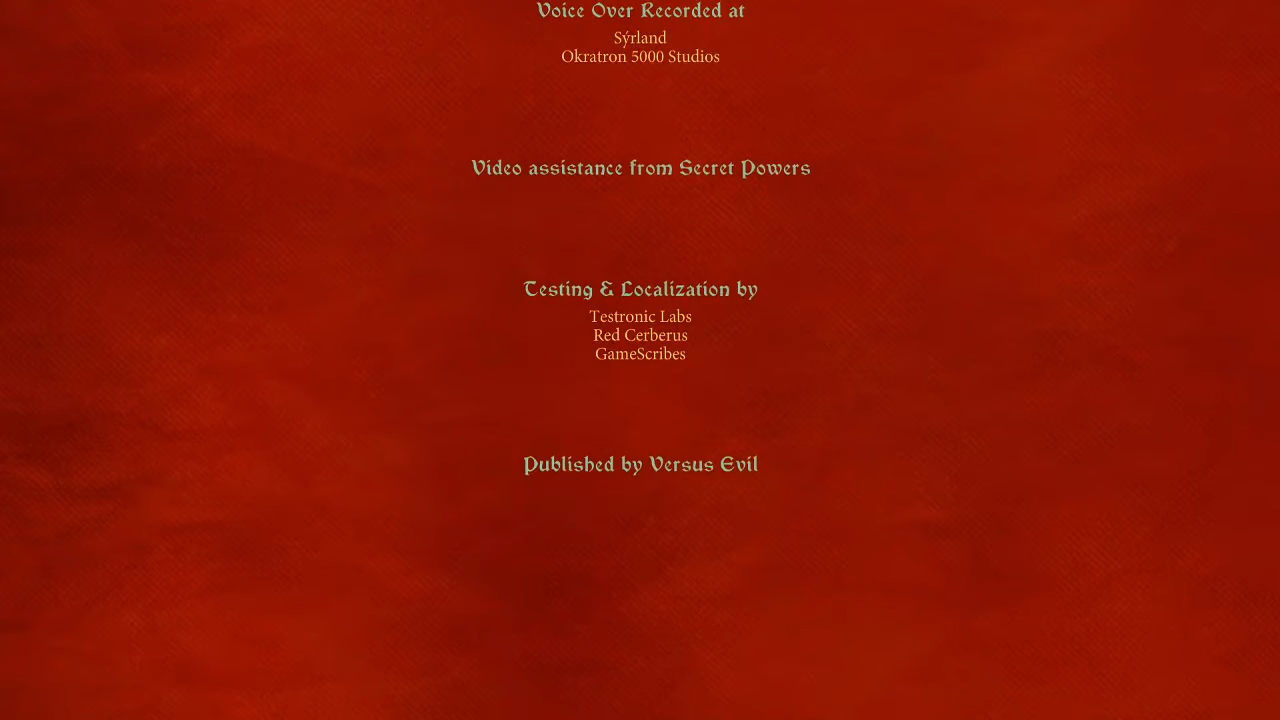 Voice Over Recorded at
Sýrland
Okratron 5000 Studios
Video assistance from Secret Powers
Testing & Localization by
Testronic Labs
Red Cerberus
GameScribes
Published by Versus Evil